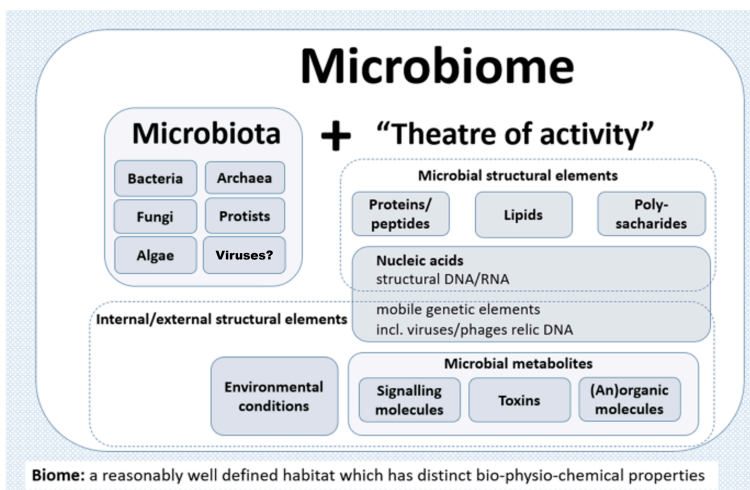 Microbiome
Microbiota
+
“Theatre of activity”
Bacteria
Archaea
Fungi
Protists
Algae
Viruses?
Microbial structural elements
Proteins/
peptides
Lipids
Poly-
sacharides
Nucleic acids
structural DNA/RNA
mobile genetic elements
incl. viruses/phages relic DNA
Internal/external structural elements
Environmental
conditions
Microbial metabolites
Signalling
molecules
Toxins
(An)organic
molecules
Biome: a reasonably well defined habitat which has distinct bio-physio-chemical properties